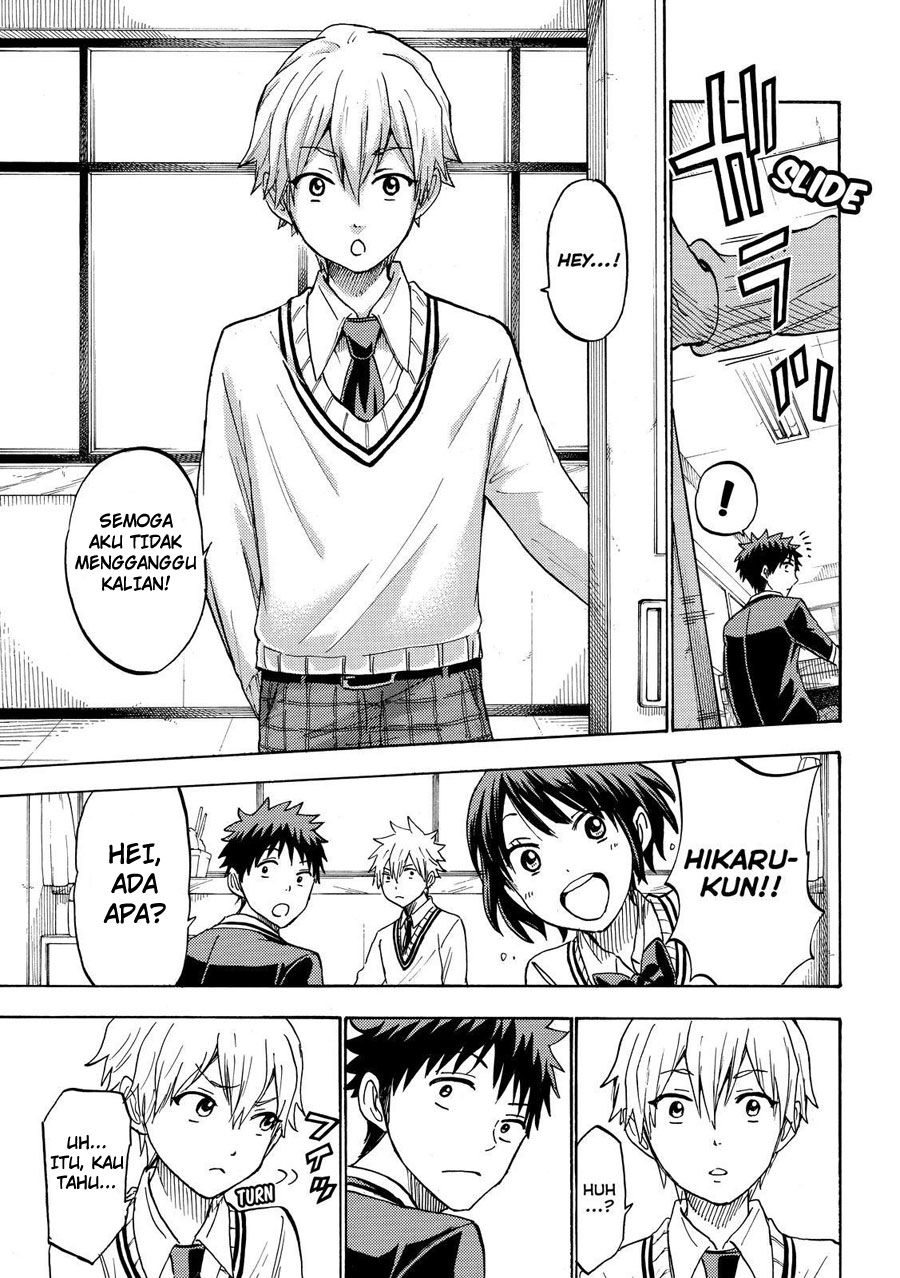 ガラッ
SLIDE
!
HEY...!
SEMOGA
AKU TIDAK
MENGGANGGU
KALIAN!
HIKARU-
KUN!!
HEI,
ADA
APA?
HUH
...?
フイッ
TURN
UH...
ITU, KAU
TAHU...